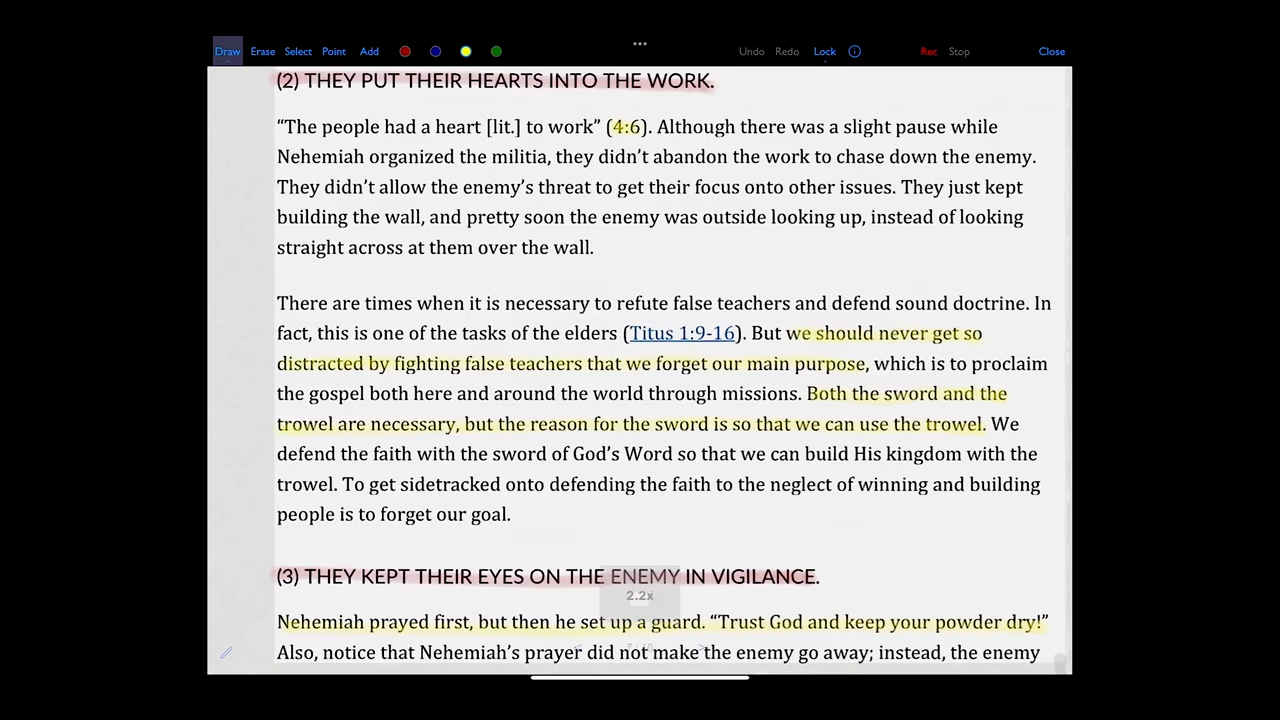 Draw Erase Select Point Add ... Undo Redo Lock Rec Stop Close
(2) THEY PUT THEIR HEARTS INTO THE WORK.
“The people had a heart [lit.] to work” (4:6). Although there was a slight pause while
Nehemiah organized the militia, they didn’t abandon the work to chase down the enemy.
They didn’t allow the enemy’s threat to get their focus onto other issues. They just kept
building the wall, and pretty soon the enemy was outside looking up, instead of looking
straight across at them over the wall.
There are times when it is necessary to refute false teachers and defend sound doctrine. In
fact, this is one of the tasks of the elders (Titus 1:9-16). But we should never get so
distracted by fighting false teachers that we forget our main purpose, which is to proclaim
the gospel both here and around the world through missions. Both the sword and the
trowel are necessary, but the reason for the sword is so that we can use the trowel. We
defend the faith with the sword of God’s Word so that we can build His kingdom with the
trowel. To get sidetracked onto defending the faith to the neglect of winning and building
people is to forget our goal.
(3) THEY KEPT THEIR EYES ON THE ENEMY IN VIGILANCE.
2.2x
Nehemiah prayed first, but then he set up a guard. “Trust God and keep your powder dry!”
Also, notice that Nehemiah’s prayer did not make the enemy go away; instead, the enemy